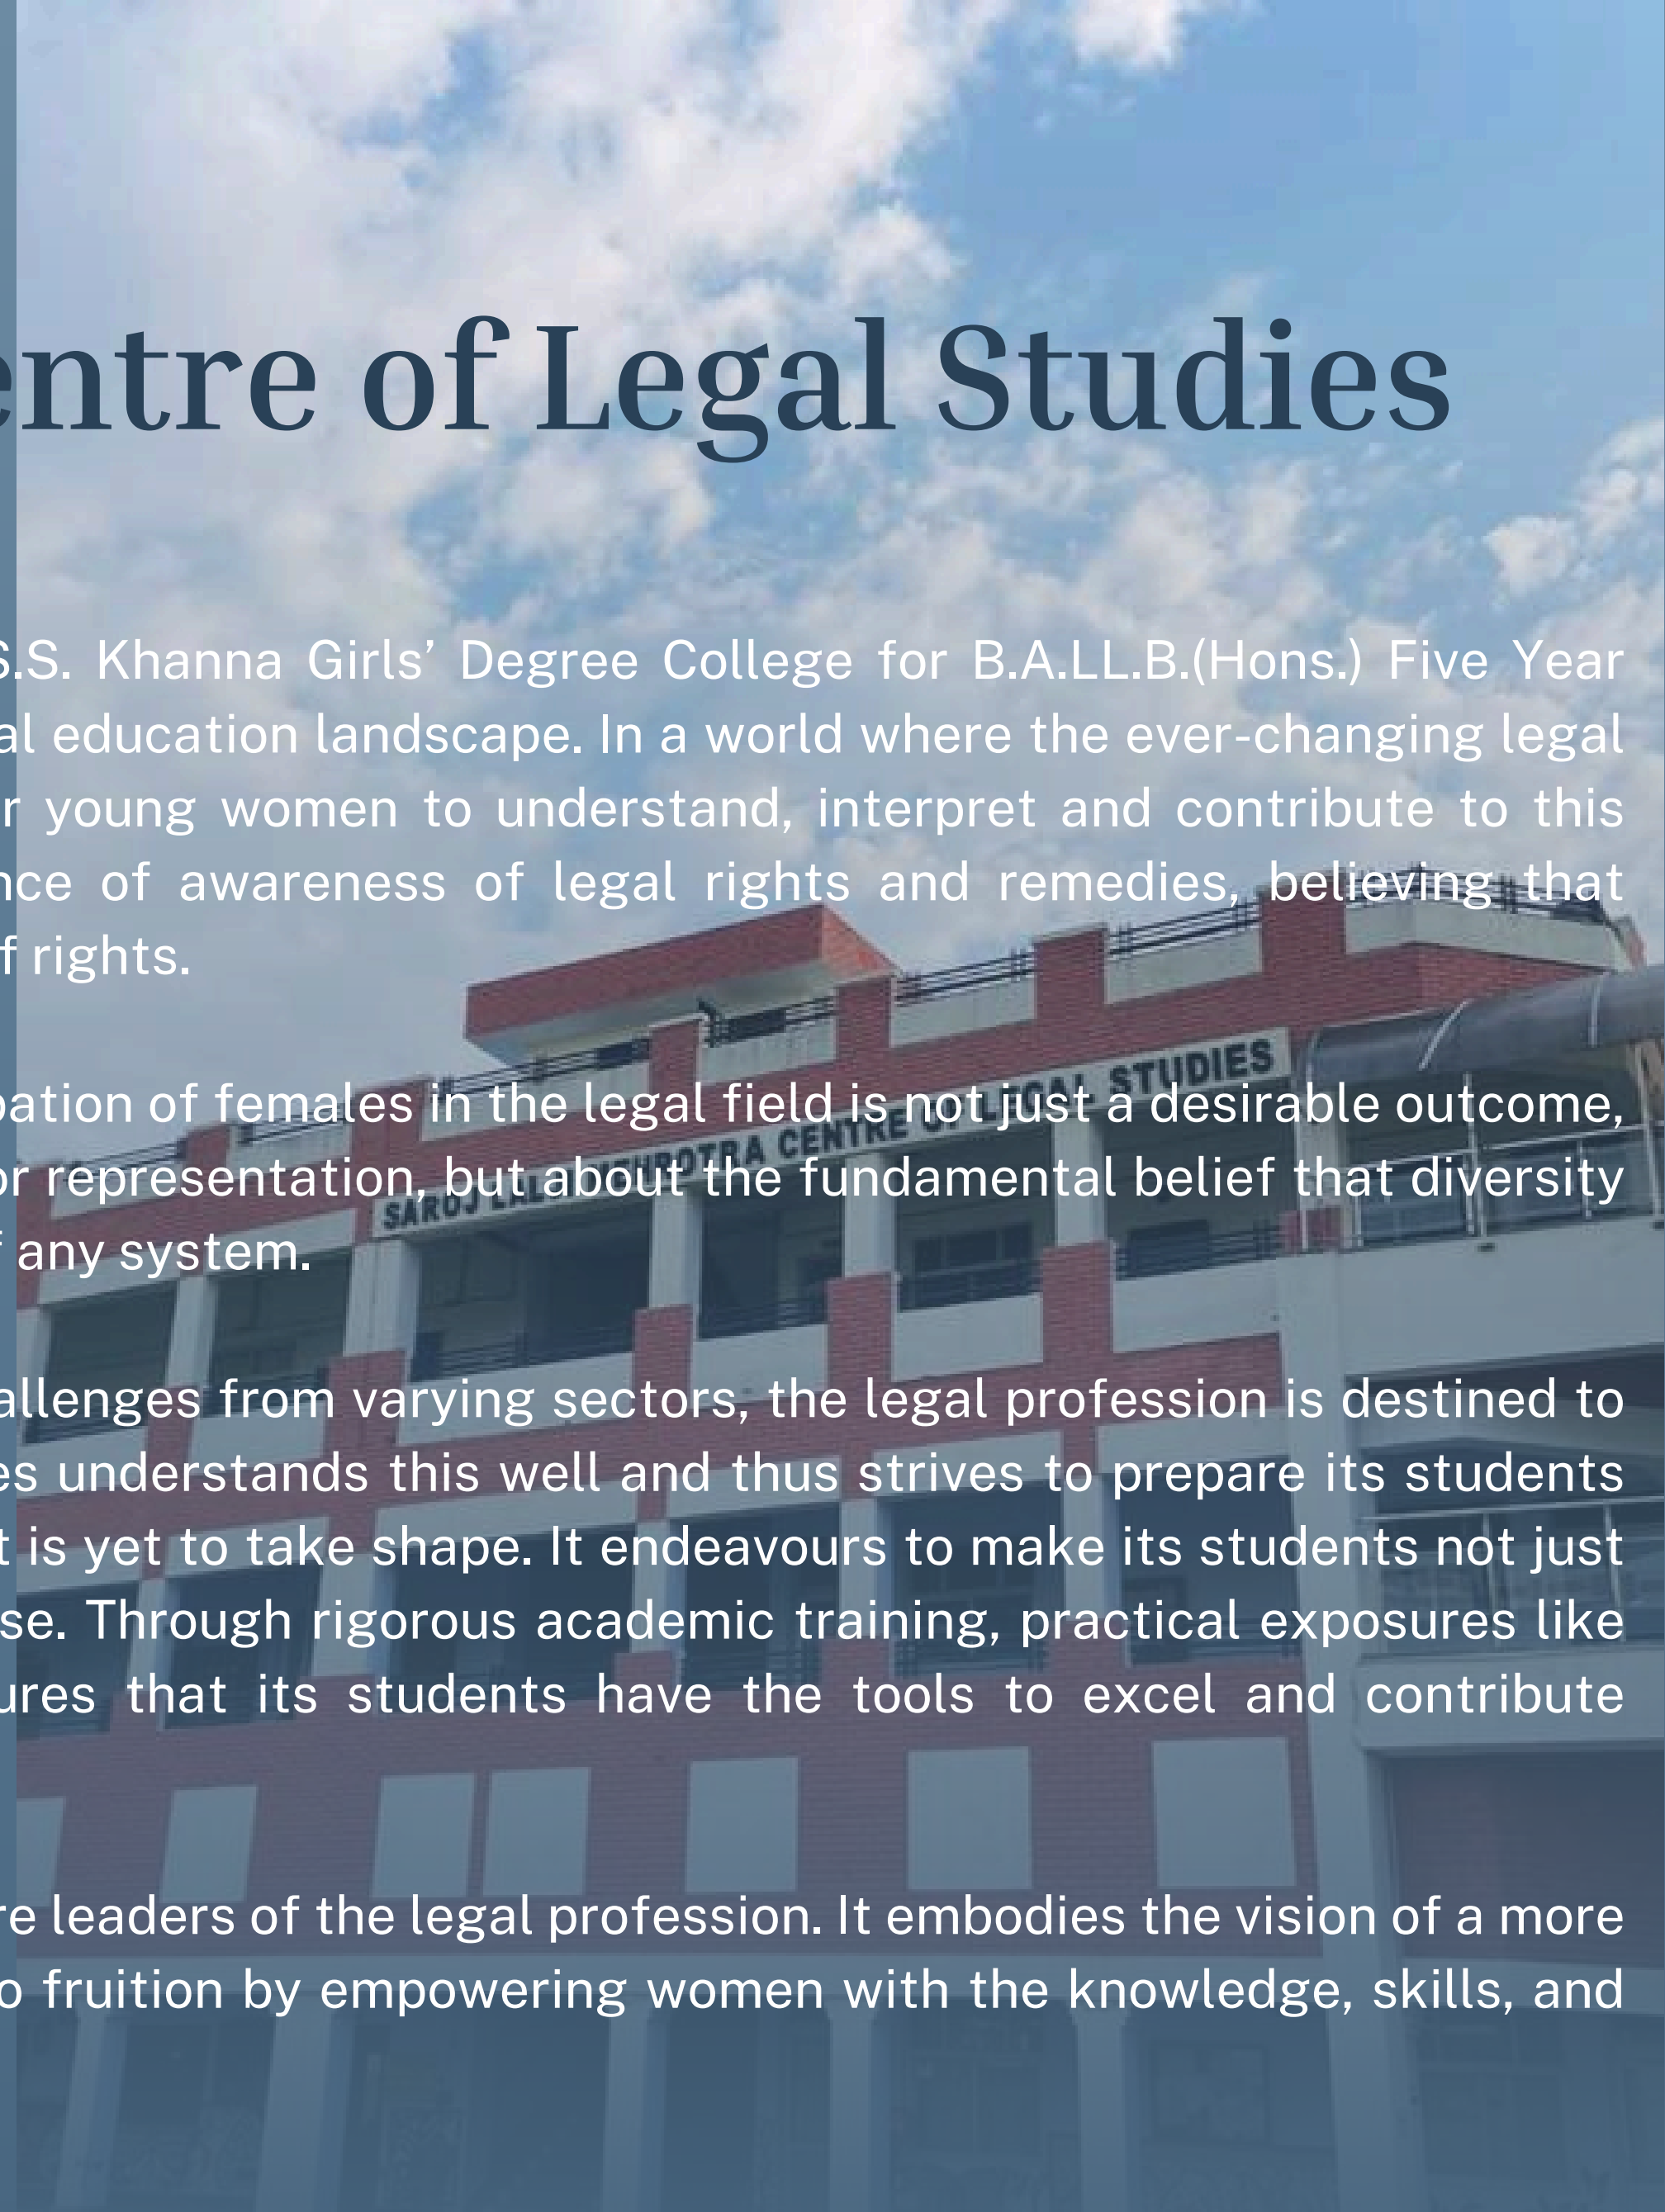 entre of Legal Studies
S.S. Khanna Girls’ Degree College for B.A.LL.B.(Hons.) Five Year
al education landscape. In a world where the ever-changing legal
r young women to understand, interpret and contribute to this
nce of awareness of legal rights and remedies, believing that
f rights.
pation of females in the legal field is not just a desirable outcome,
or representation, but about the fundamental belief that diversity
f any system.
SAROJ LALJI MEHROTRA CENTRE OF LEGAL STUDIES
allenges from varying sectors, the legal profession is destined to
es understands this well and thus strives to prepare its students
t is yet to take shape. It endeavours to make its students not just
se. Through rigorous academic training, practical exposures like
ures that its students have the tools to excel and contribute
re leaders of the legal profession. It embodies the vision of a more
o fruition by empowering women with the knowledge, skills, and